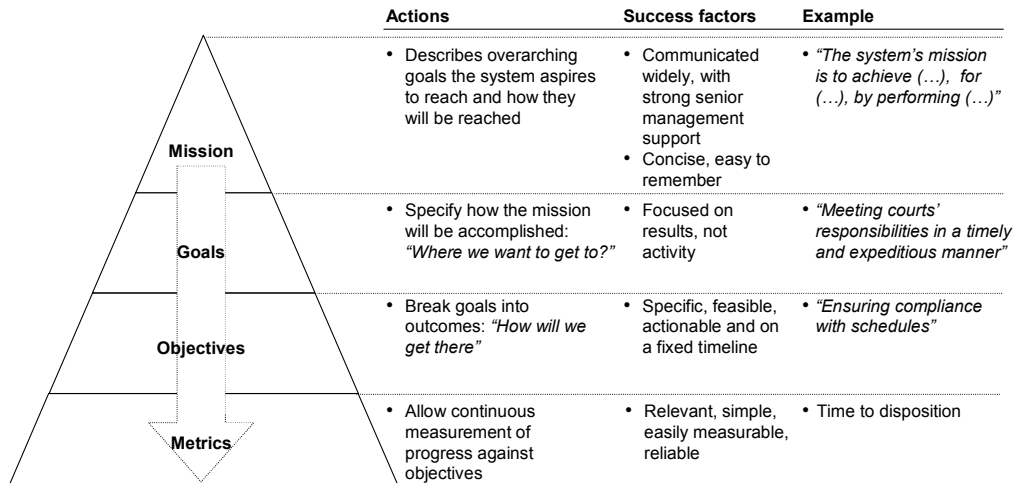 Actions
Success factors
Example
Mission
• Describes overarching
goals the system aspires
to reach and how they
will be reached
• Communicated
widely, with
strong senior
management
support
• Concise, easy to
remember
• “The system’s mission
is to achieve (…), for
(…), by performing (…)”
Goals
• Specify how the mission
will be accomplished:
“Where we want to get to?”
• Focused on
results, not
activity
• “Meeting courts’
responsibilities in a timely
and expeditious manner”
Objectives
• Break goals into
outcomes: “How will we
get there”
• Specific, feasible,
actionable and on
a fixed timeline
• “Ensuring compliance
with schedules”
Metrics
• Allow continuous
measurement of
progress against
objectives
• Relevant, simple,
easily measurable,
reliable
• Time to disposition